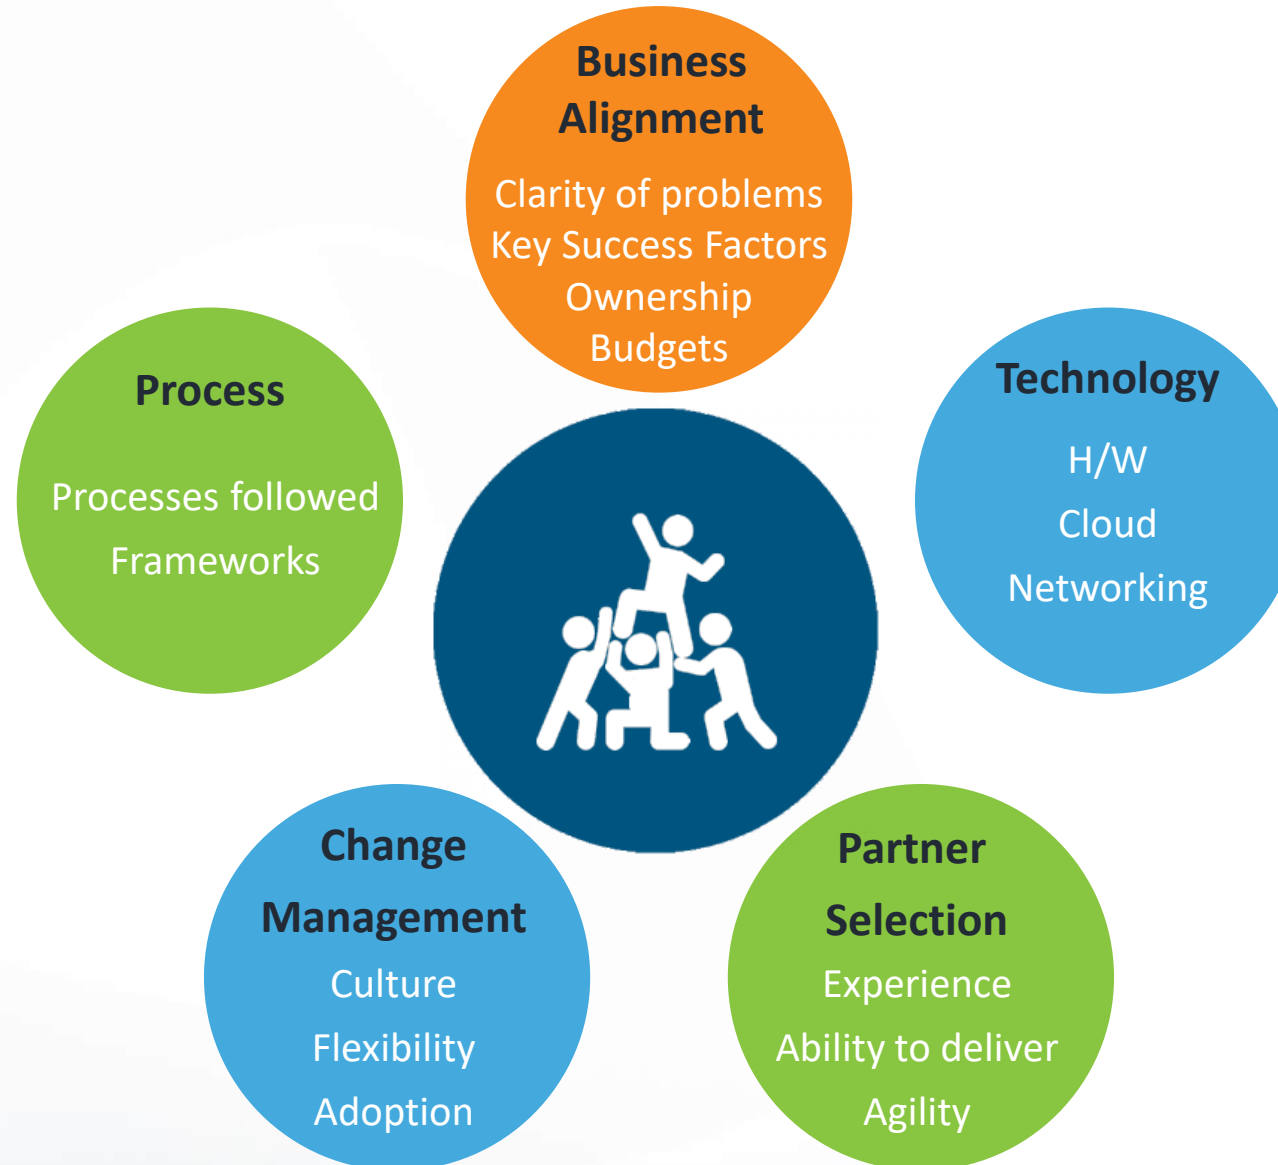 Business
Alignment
Clarity of problems
Key Success Factors
Ownership
Budgets
Process
Processes followed
Frameworks
Technology
H/W
Cloud
Networking
Change
Management
Culture
Flexibility
Adoption
Partner
Selection
Experience
Ability to deliver
Agility